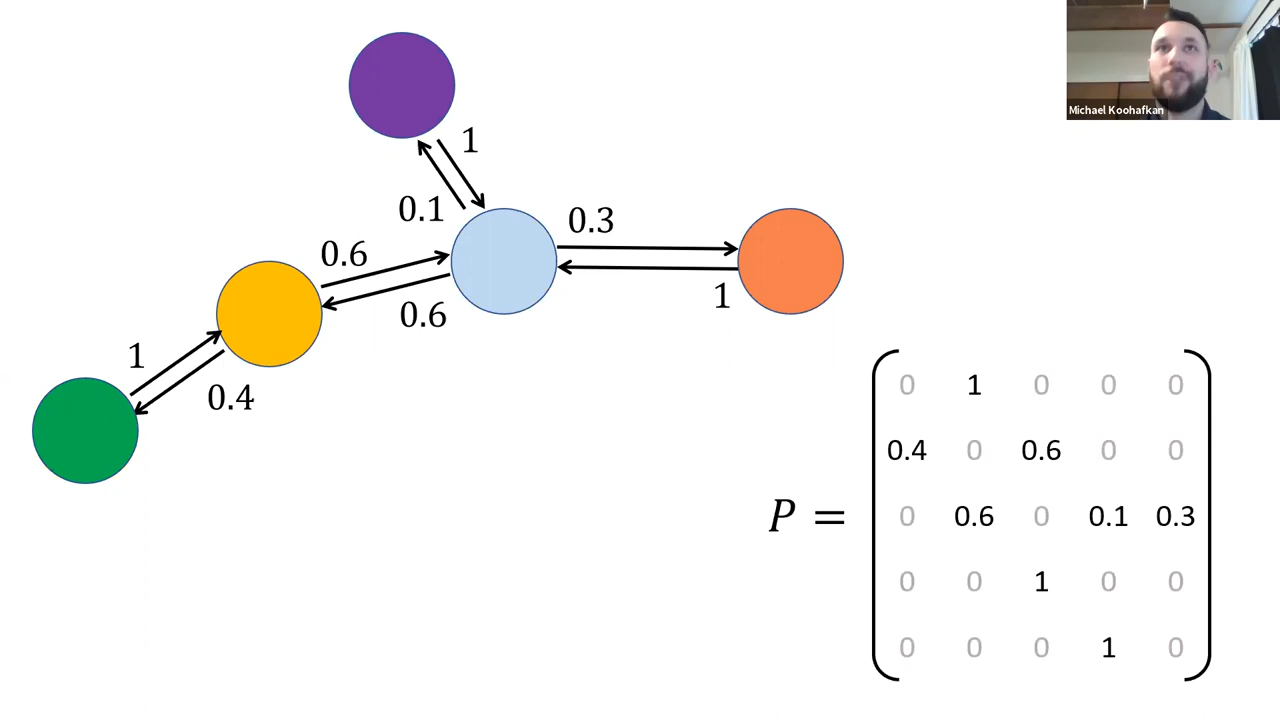 Michael Koohafkan
1
0.1
0.3
0.6
0.6
1
1
0.4
P =
0 1 0 0 0
0.4 0 0.6 0 0
0 0.6 0 0.1 0.3
0 0 1 0 0
0 0 0 1 0